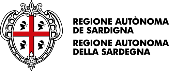 REGIONE AUTÒNOMA
DE SARDIGNA
REGIONE AUTONOMA
DELLA SARDEGNA